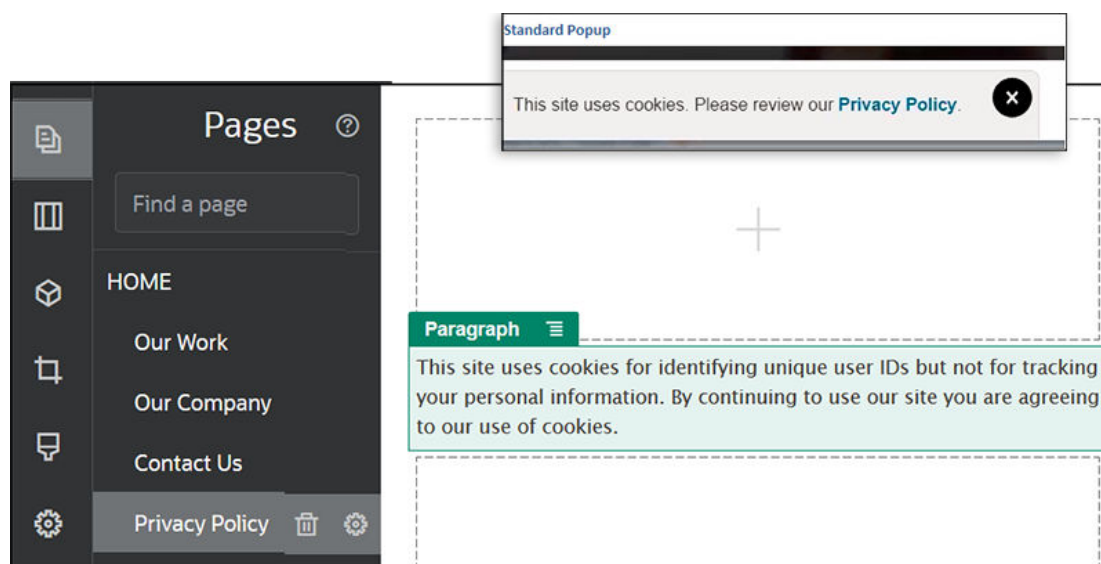 Standard Popup
This site uses cookies. Please review our Privacy Policy.
Pages
Find a page
HOME
Our Work
Our Company
Contact Us
Privacy Policy
Paragraph
This site uses cookies for identifying unique user IDs but not for tracking
your personal information. By continuing to use our site you are agreeing
to our use of cookies.